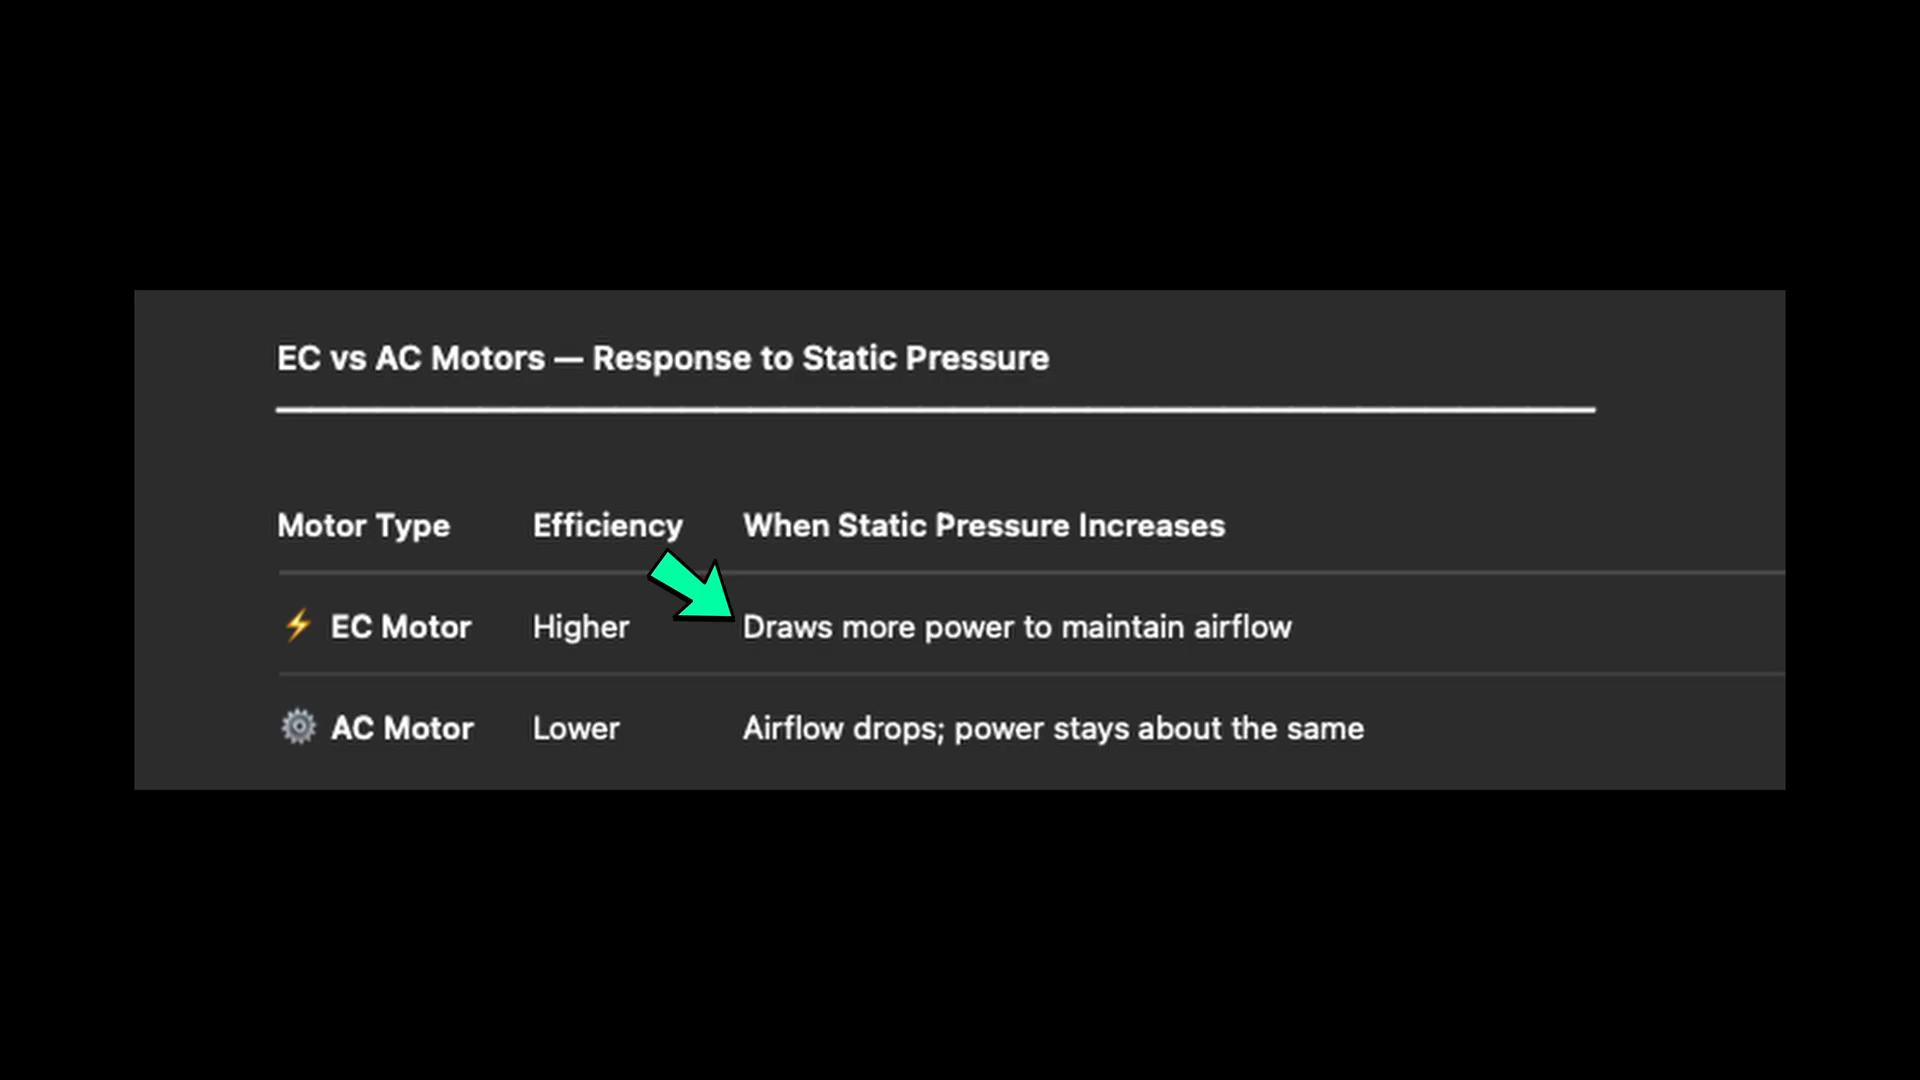 EC vs AC Motors — Response to Static Pressure
Motor Type Efficiency When Static Pressure Increases
⚡ EC Motor Higher Draws more power to maintain airflow
⚙️ AC Motor Lower Airflow drops; power stays about the same